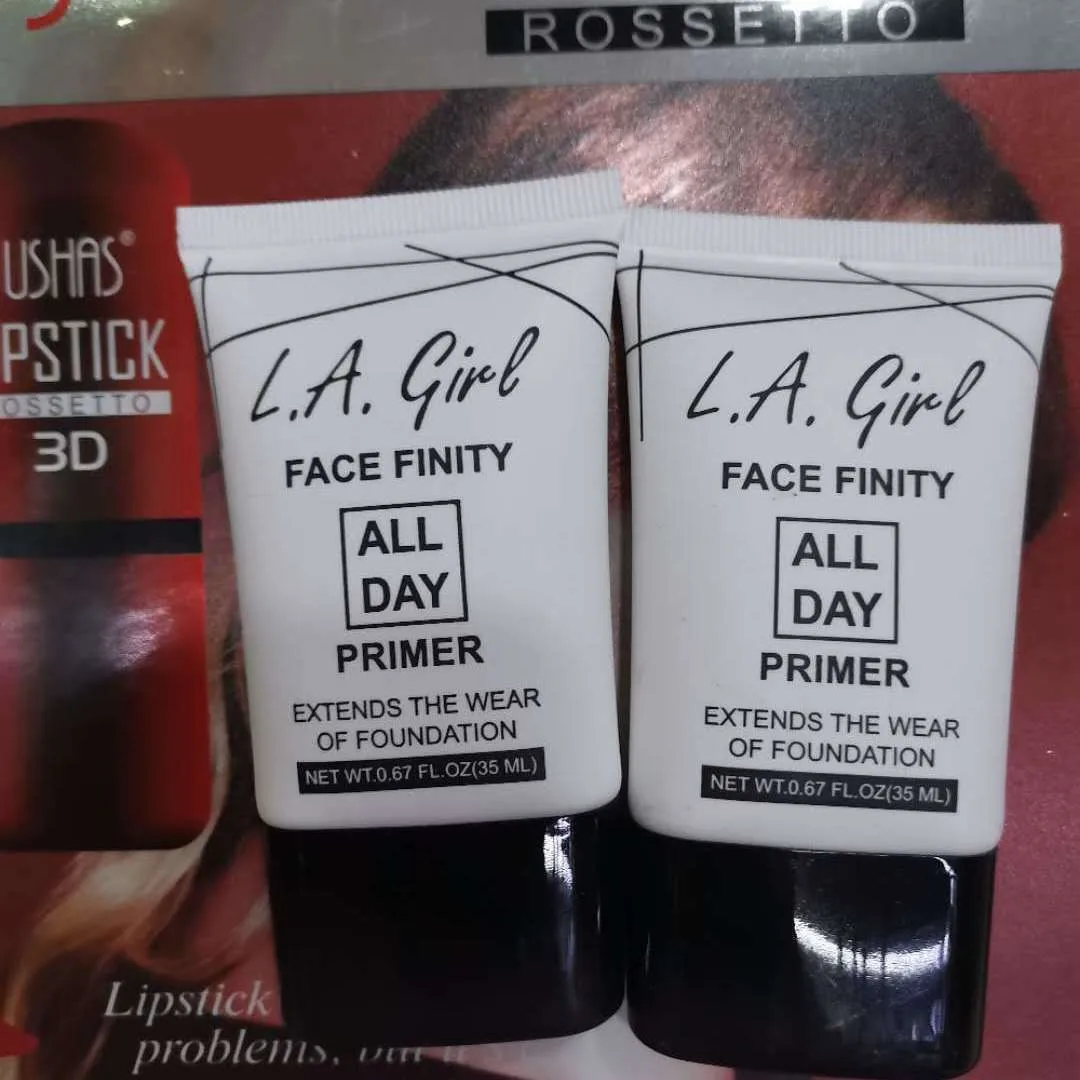 ROSSETTO
USHAS®
PSTICK
OSSETTO
3D
L.A. Girl
FACE FINITY
ALL
DAY
PRIMER
EXTENDS THE WEAR
OF FOUNDATION
NET WT.0.67 FL.OZ(35 ML)
L.A. Girl
FACE FINITY
ALL
DAY
PRIMER
EXTENDS THE WEAR
OF FOUNDATION
NET WT.0.67 FL.OZ(35 ML)
Lipstick
problems,